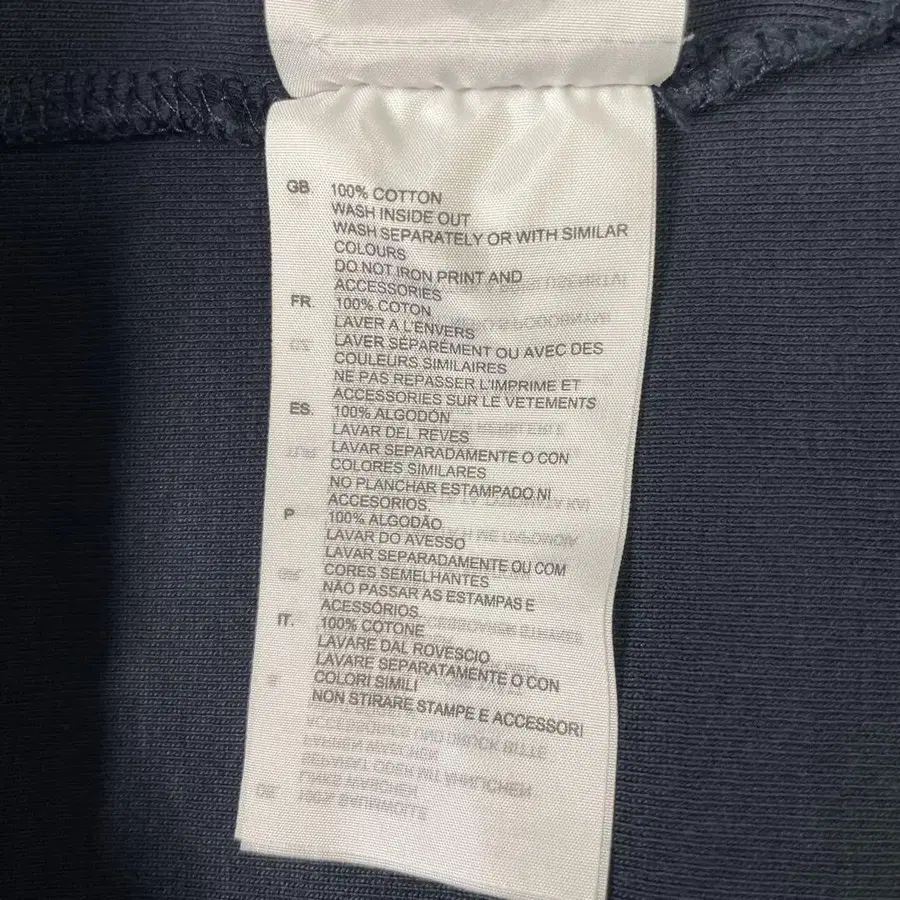 GB. 100% COTTON
WASH INSIDE OUT
WASH SEPARATELY OR WITH SIMILAR
COLOURS
DO NOT IRON PRINT AND
ACCESSORIES
FR. 100% COTON
LAVER A L'ENVERS
LAVER SÉPARÉMENT OU AVEC DES
COULEURS SIMILAIRES
NE PAS REPASSER L'IMPRIME ET
ACCESSORIES SUR LE VETEMENTS
ES. 100% ALGODÓN
LAVAR DEL REVES
LAVAR SEPARADAMENTE O CON
COLORES SIMILARES
NO PLANCHAR ESTAMPADO NI
ACCESORIOS.
P 100% ALGODÃO
LAVAR DO AVESSO
LAVAR SEPARADAMENTE OU COM
CORES SEMELHANTES
NÃO PASSAR AS ESTAMPAS E
ACESSÓRIOS.
IT. 100% COTONE
LAVARE DAL ROVESCIO
LAVARE SEPARATAMENTE O CON
COLORI SIMILI
NON STIRARE STAMPE E ACCESSORI